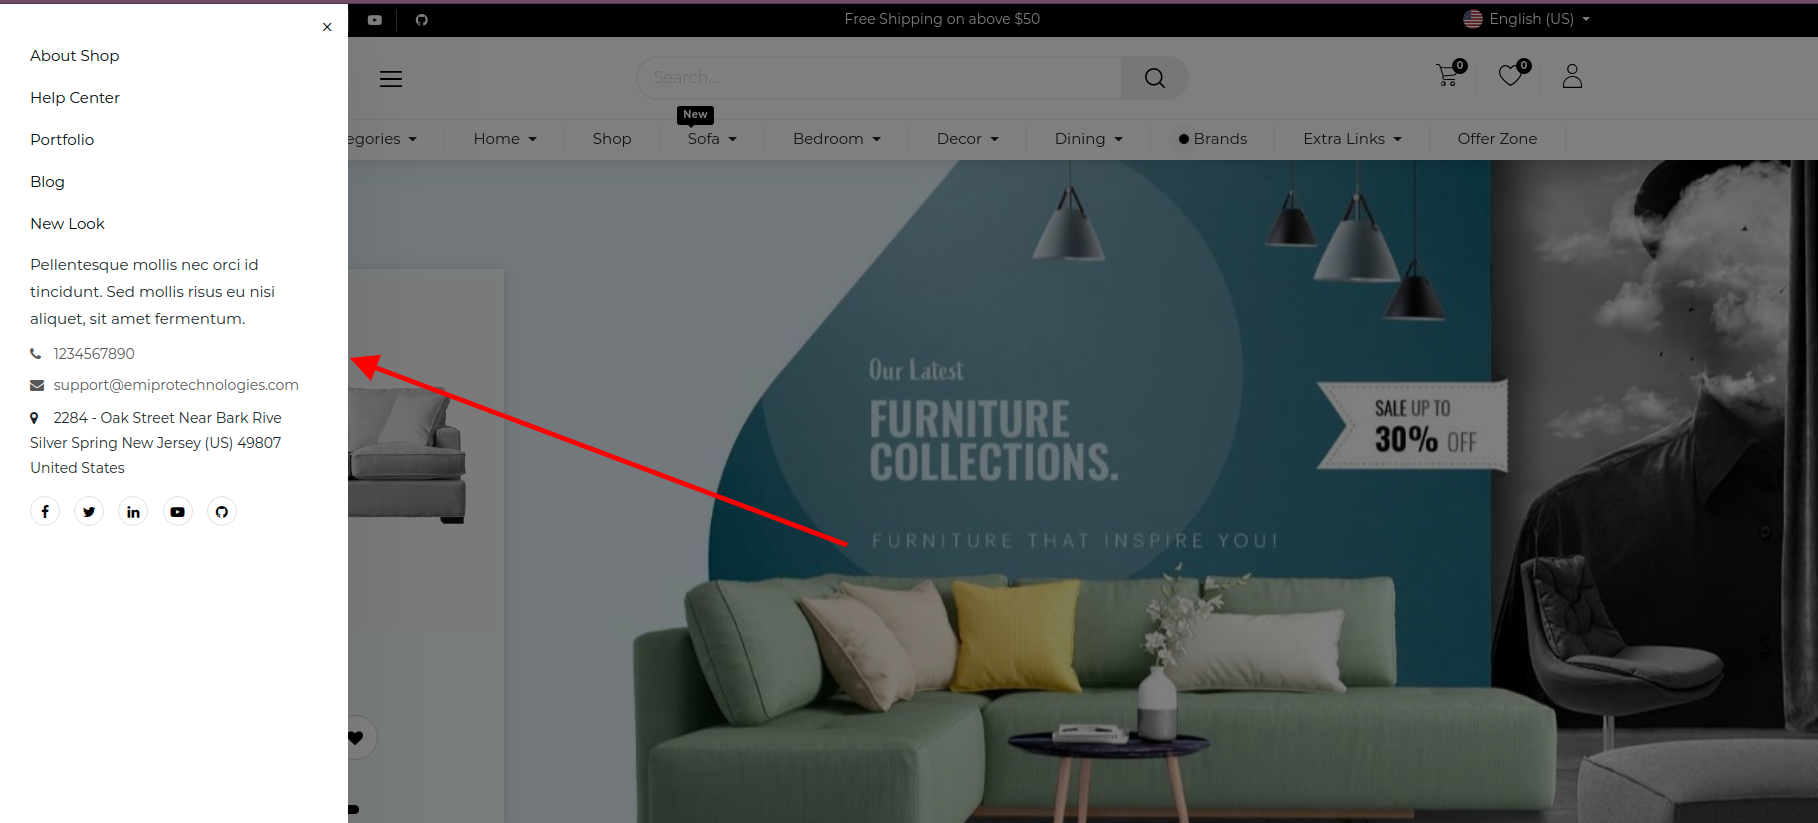 Free Shipping on above $50
English (US)
×
About Shop
Help Center
Portfolio
Blog
New Look
Pellentesque mollis nec orci id
tincidunt. Sed mollis risus eu nisi
aliquet, sit amet fermentum.
1234567890
support@emiprotechnologies.com
2284 - Oak Street Near Bark Rive
Silver Spring New Jersey (US) 49807
United States
Search...
0
0
New
egories
Home
Shop
Sofa
Bedroom
Decor
Dining
Brands
Extra Links
Offer Zone
Our Latest
FURNITURE
COLLECTIONS.
FURNITURE THAT INSPIRE YOU!
SALE UP TO
30% OFF